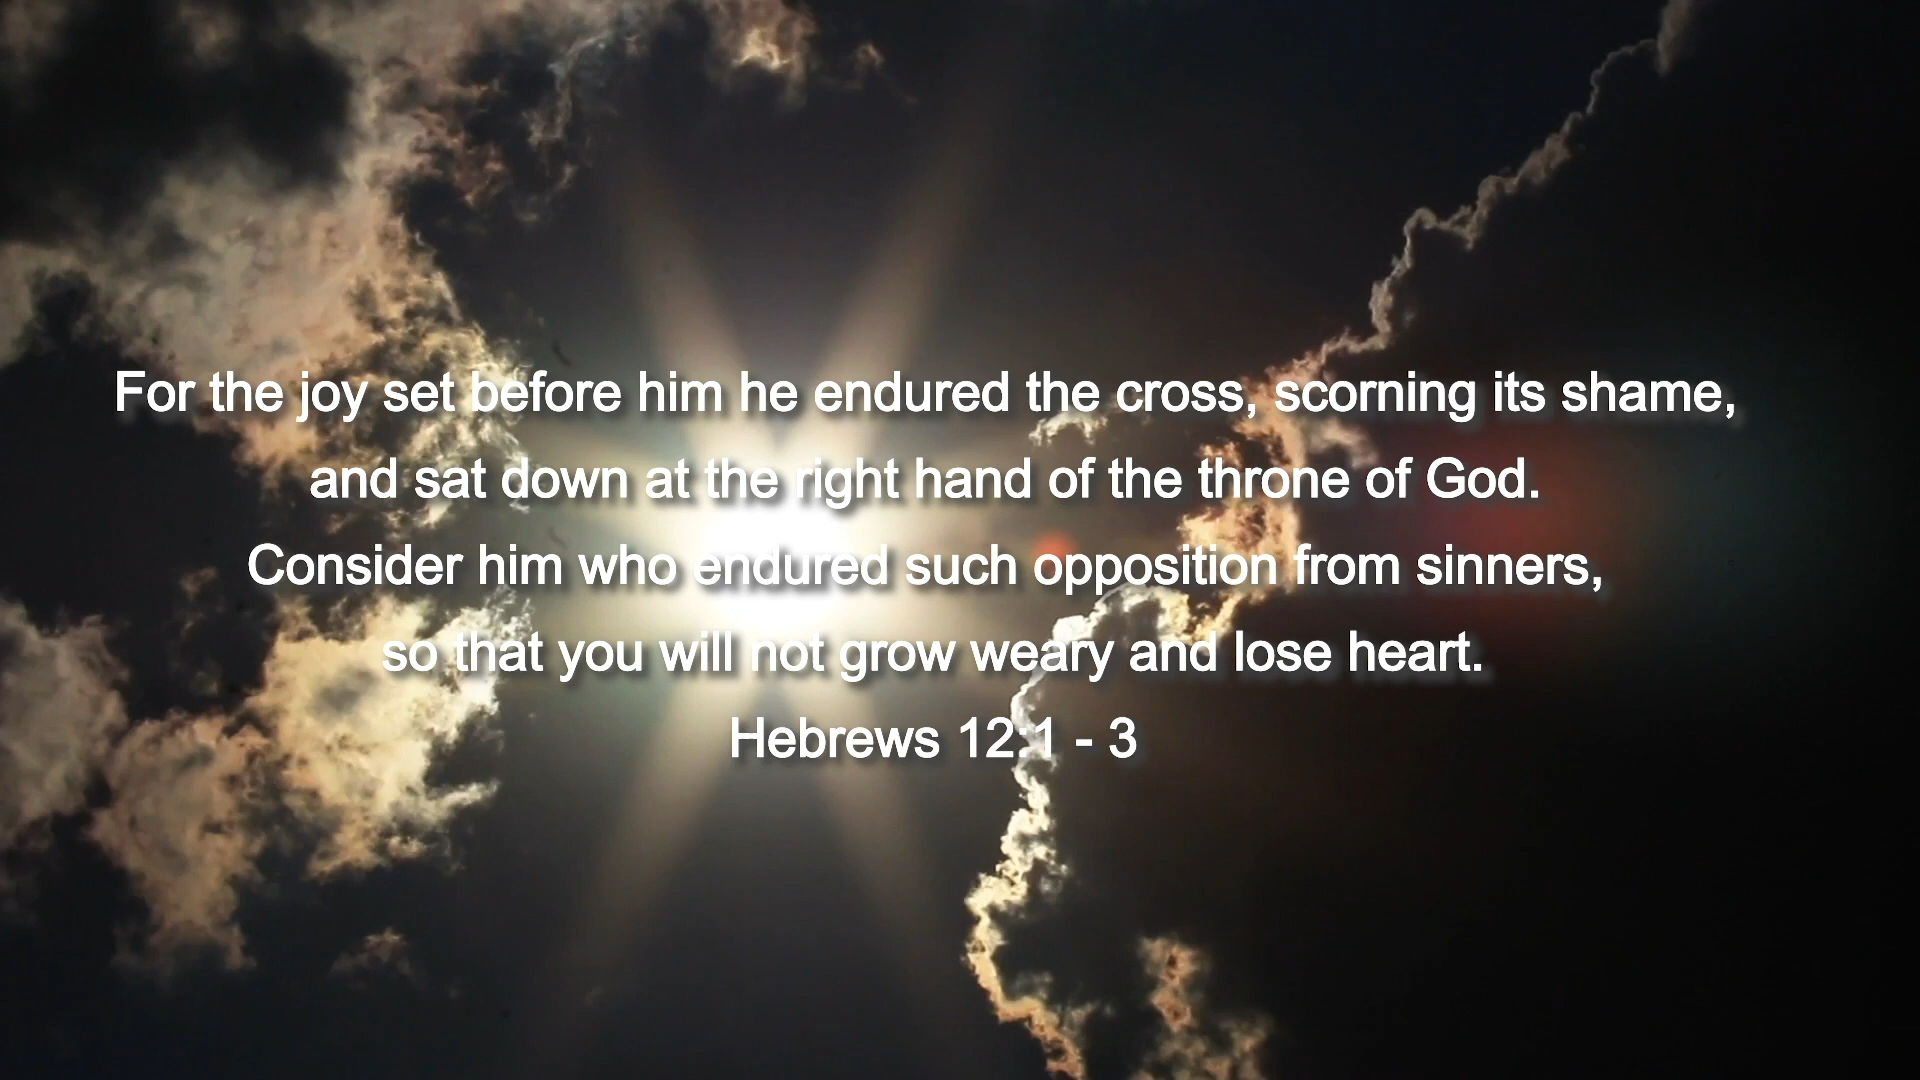 For the joy set before him he endured the cross, scorning its shame,
and sat down at the right hand of the throne of God.
Consider him who endured such opposition from sinners,
so that you will not grow weary and lose heart.
Hebrews 12:1 - 3